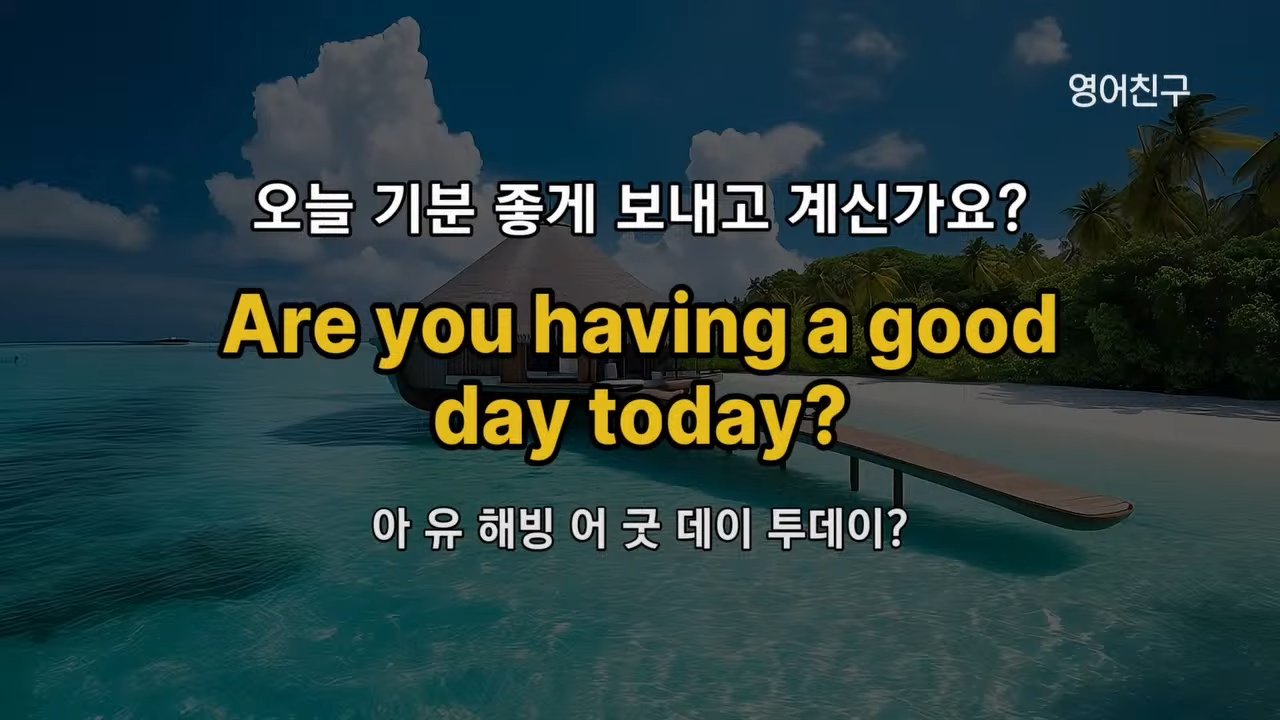 영어친구
오늘 기분 좋게 보내고 계신가요?
Are you having a good
day today?
아 유 해빙 어 굿 데이 투데이?